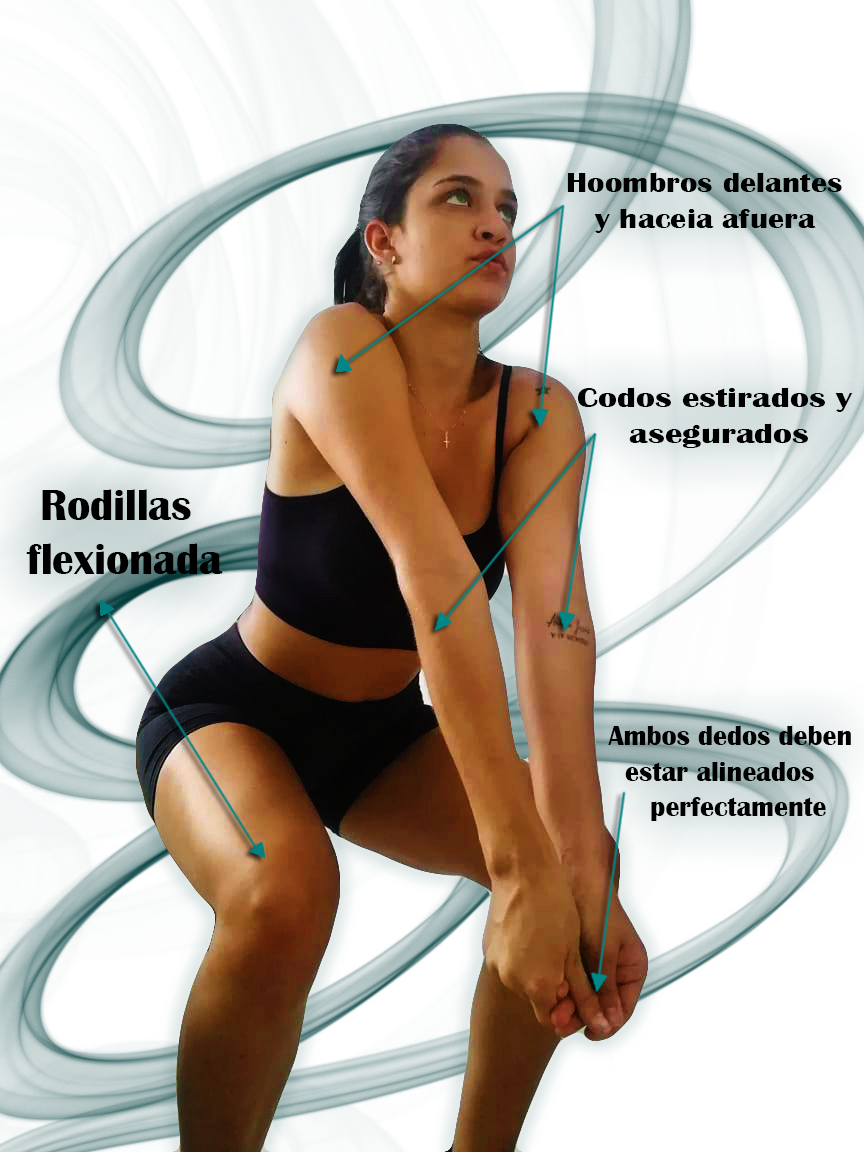 Hoombros delantes
y haceia afuera
Codos estirados y
asegurados
Rodillas
flexionada
Ambos dedos deben
estar alineados
perfectamente